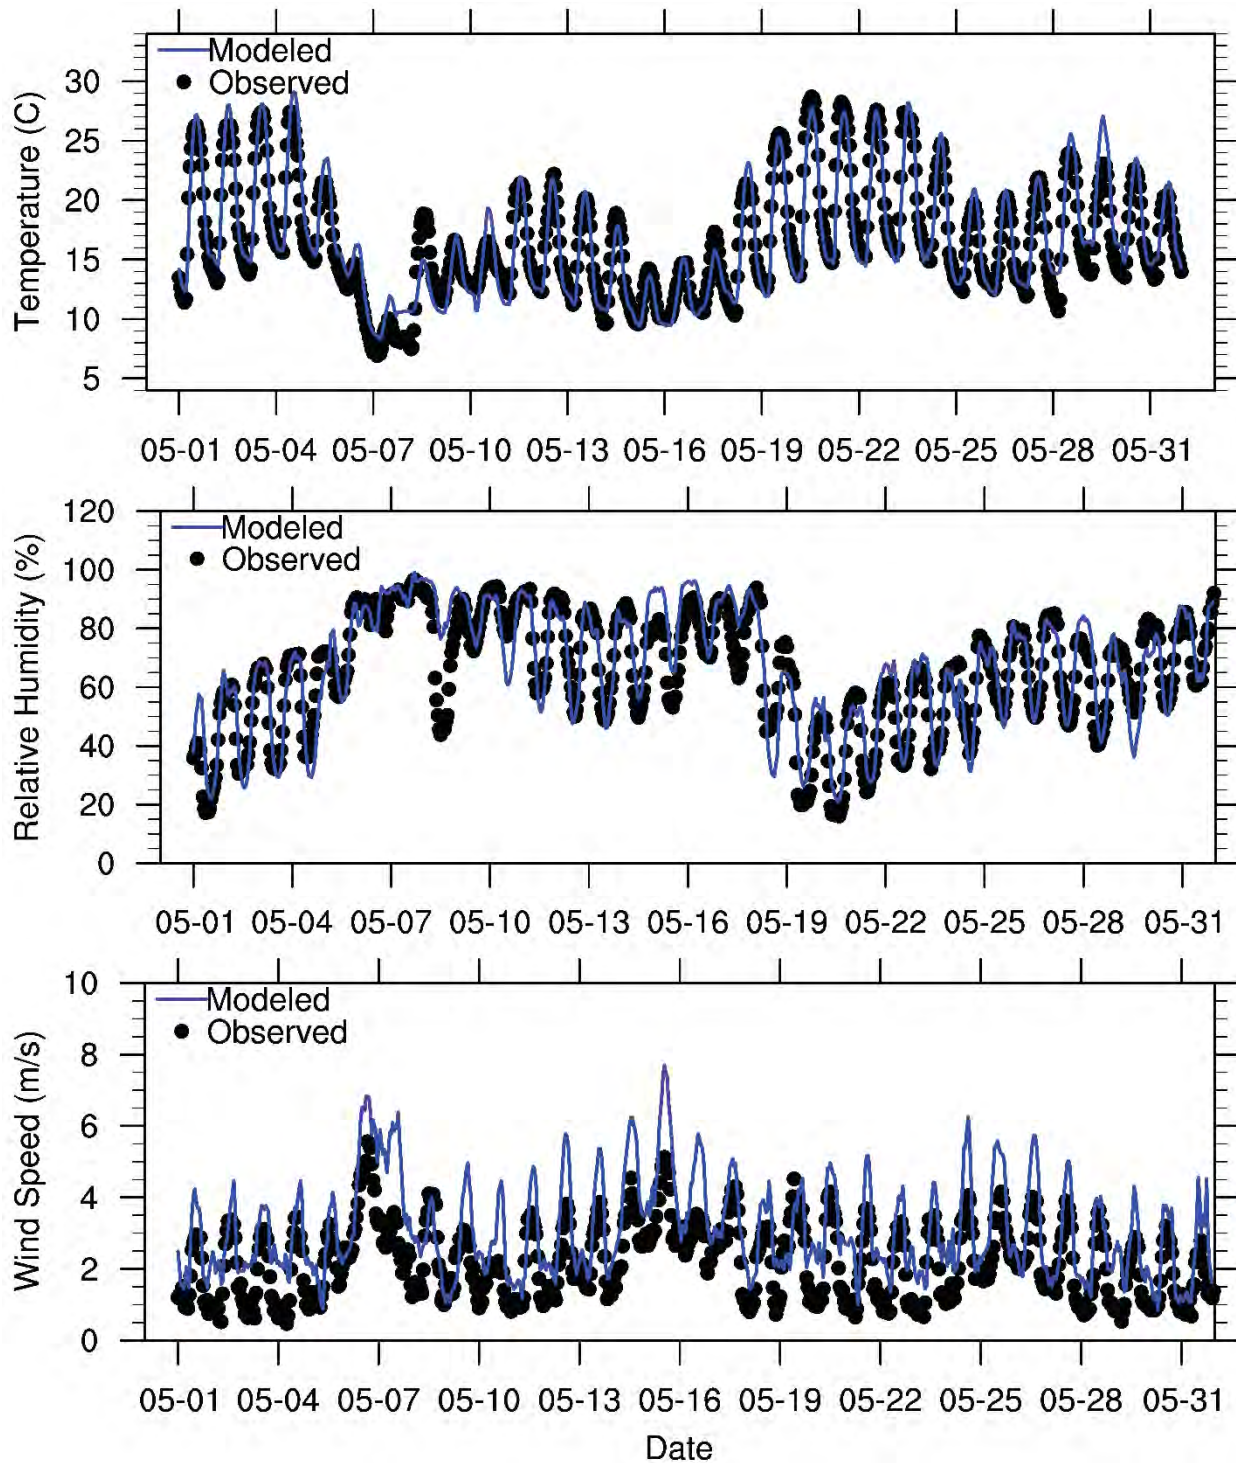 Modeled
Observed
Temperature (C)
30
25
20
15
10
5
05-01 05-04 05-07 05-10 05-13 05-16 05-19 05-22 05-25 05-28 05-31
Modeled
Observed
Relative Humidity (%)
120
100
80
60
40
20
0
05-01 05-04 05-07 05-10 05-13 05-16 05-19 05-22 05-25 05-28 05-31
Modeled
Observed
Wind Speed (m/s)
10
8
6
4
2
0
05-01 05-04 05-07 05-10 05-13 05-16 05-19 05-22 05-25 05-28 05-31
Date